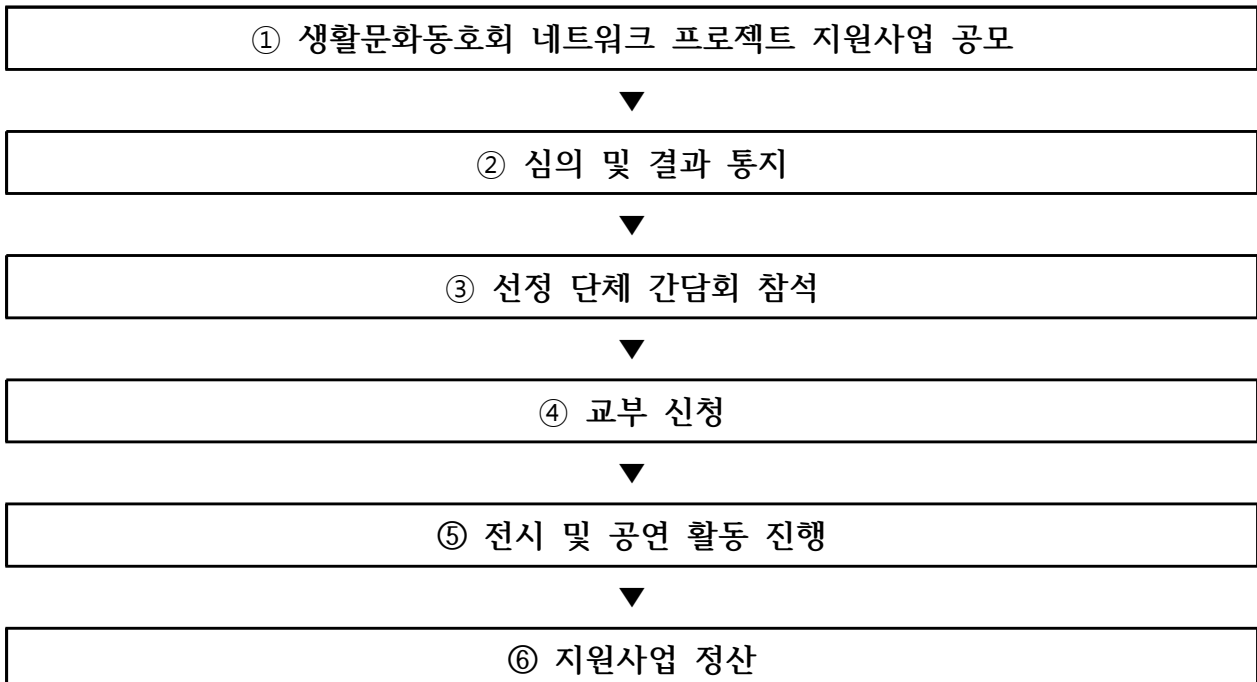 ① 생활문화동호회 네트워크 프로젝트 지원사업 공모
▼
② 심의 및 결과 통지
▼
③ 선정 단체 간담회 참석
▼
④ 교부 신청
▼
⑤ 전시 및 공연 활동 진행
▼
⑥ 지원사업 정산